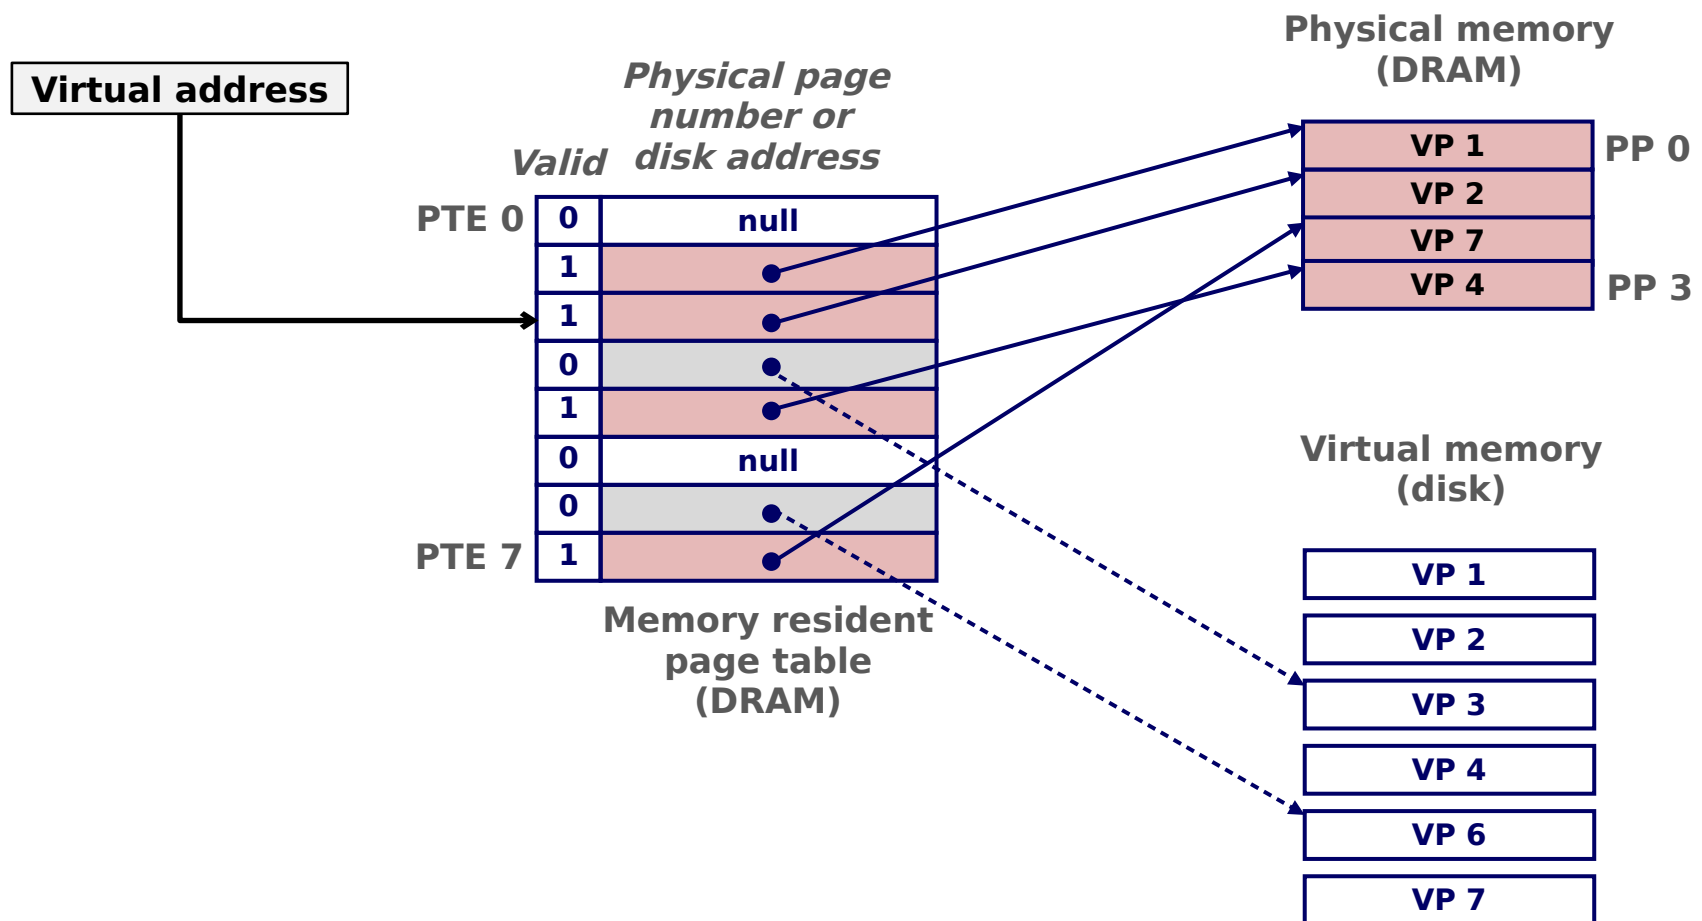 Virtual address
Physical page
number or
disk address
Valid
PTE 0
0
null
1
1
0
1
0
null
0
PTE 7
1
Memory resident
page table
(DRAM)
Physical memory
(DRAM)
VP 1
PP 0
VP 2
VP 7
VP 4
PP 3
Virtual memory
(disk)
VP 1
VP 2
VP 3
VP 4
VP 6
VP 7